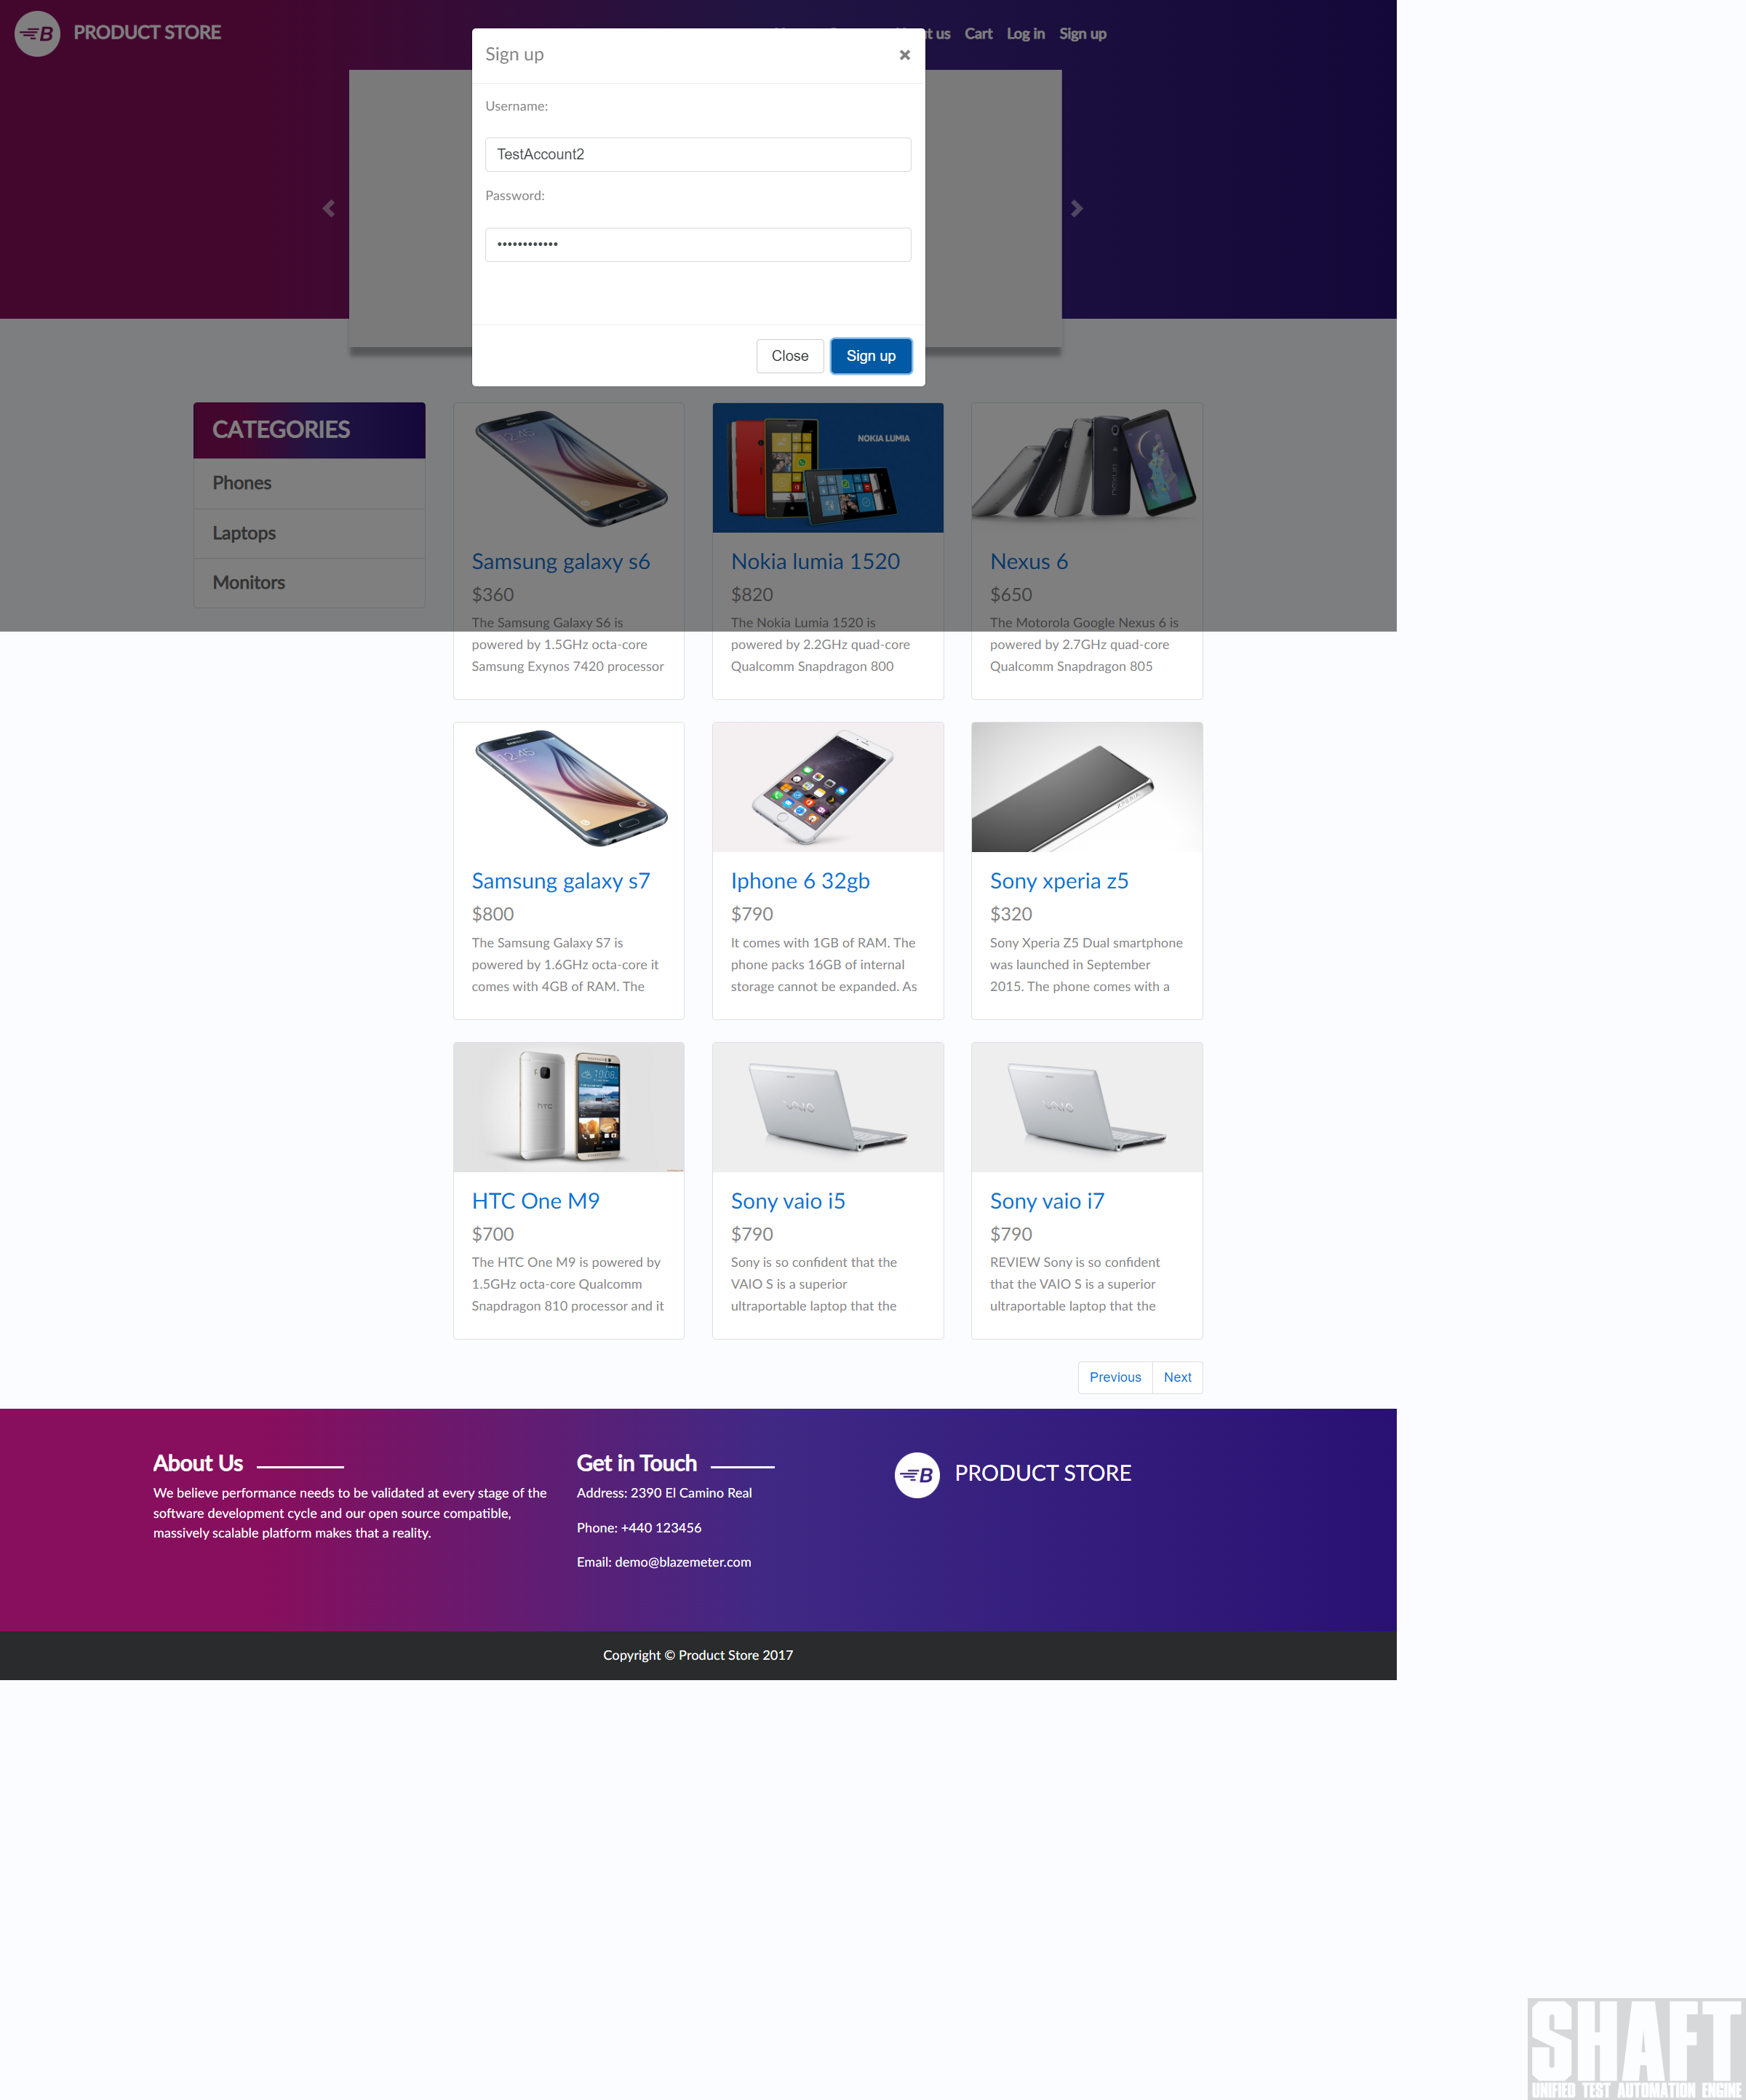 PRODUCT STORE
t us Cart Log in Sign up
Sign up
×
Username:
TestAccount2
Password:
••••••••••••
Close Sign up
CATEGORIES
Phones
Laptops
Monitors
NOKIA LUMIA
Samsung galaxy s6
$360
The Samsung Galaxy S6 is
powered by 1.5GHz octa-core
Samsung Exynos 7420 processor
Nokia lumia 1520
$820
The Nokia Lumia 1520 is
powered by 2.2GHz quad-core
Qualcomm Snapdragon 800
Nexus 6
$650
The Motorola Google Nexus 6 is
powered by 2.7GHz quad-core
Qualcomm Snapdragon 805
12:45
Samsung galaxy s7
$800
The Samsung Galaxy S7 is
powered by 1.6GHz octa-core it
comes with 4GB of RAM. The
Iphone 6 32gb
$790
It comes with 1GB of RAM. The
phone packs 16GB of internal
storage cannot be expanded. As
XPERIA
Sony xperia z5
$320
Sony Xperia Z5 Dual smartphone
was launched in September
2015. The phone comes with a
hTC
10:08
HTC One M9
$700
The HTC One M9 is powered by
1.5GHz octa-core Qualcomm
Snapdragon 810 processor and it
VAIO
Sony vaio i5
$790
Sony is so confident that the
VAIO S is a superior
ultraportable laptop that the
VAIO
Sony vaio i7
$790
REVIEW Sony is so confident
that the VAIO S is a superior
ultraportable laptop that the
Previous Next
About Us
We believe performance needs to be validated at every stage of the
software development cycle and our open source compatible,
massively scalable platform makes that a reality.
Get in Touch
Address: 2390 El Camino Real
Phone: +440 123456
Email: demo@blazemeter.com
B PRODUCT STORE
Copyright © Product Store 2017
SHAFT
UNIFIED TEST AUTOMATION ENGINE